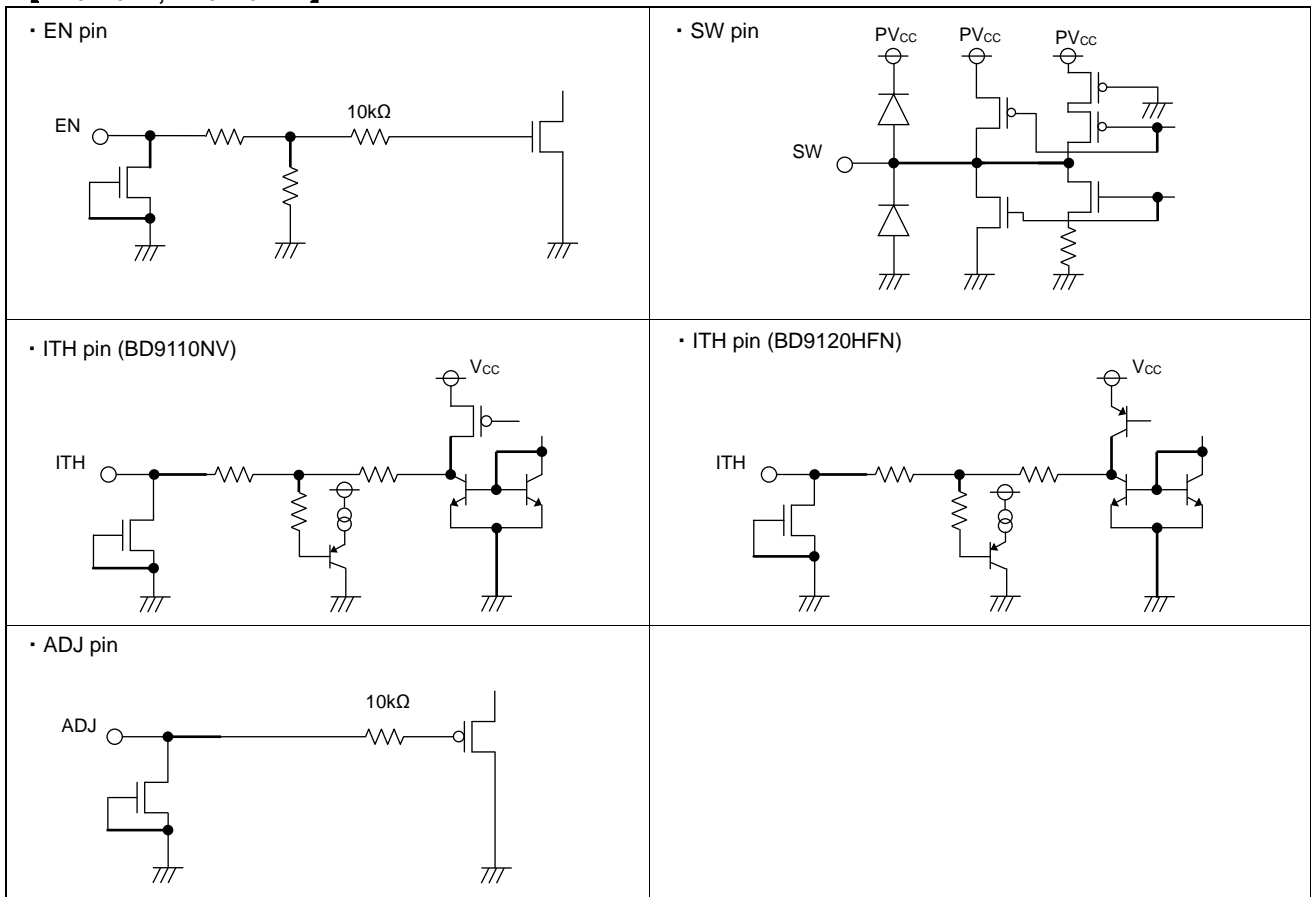 ・EN pin
EN
10kΩ
・SW pin
PVCC PVCC PVCC
SW
・ITH pin (BD9110NV)
VCC
ITH
・ITH pin (BD9120HFN)
VCC
ITH
・ADJ pin
ADJ
10kΩ